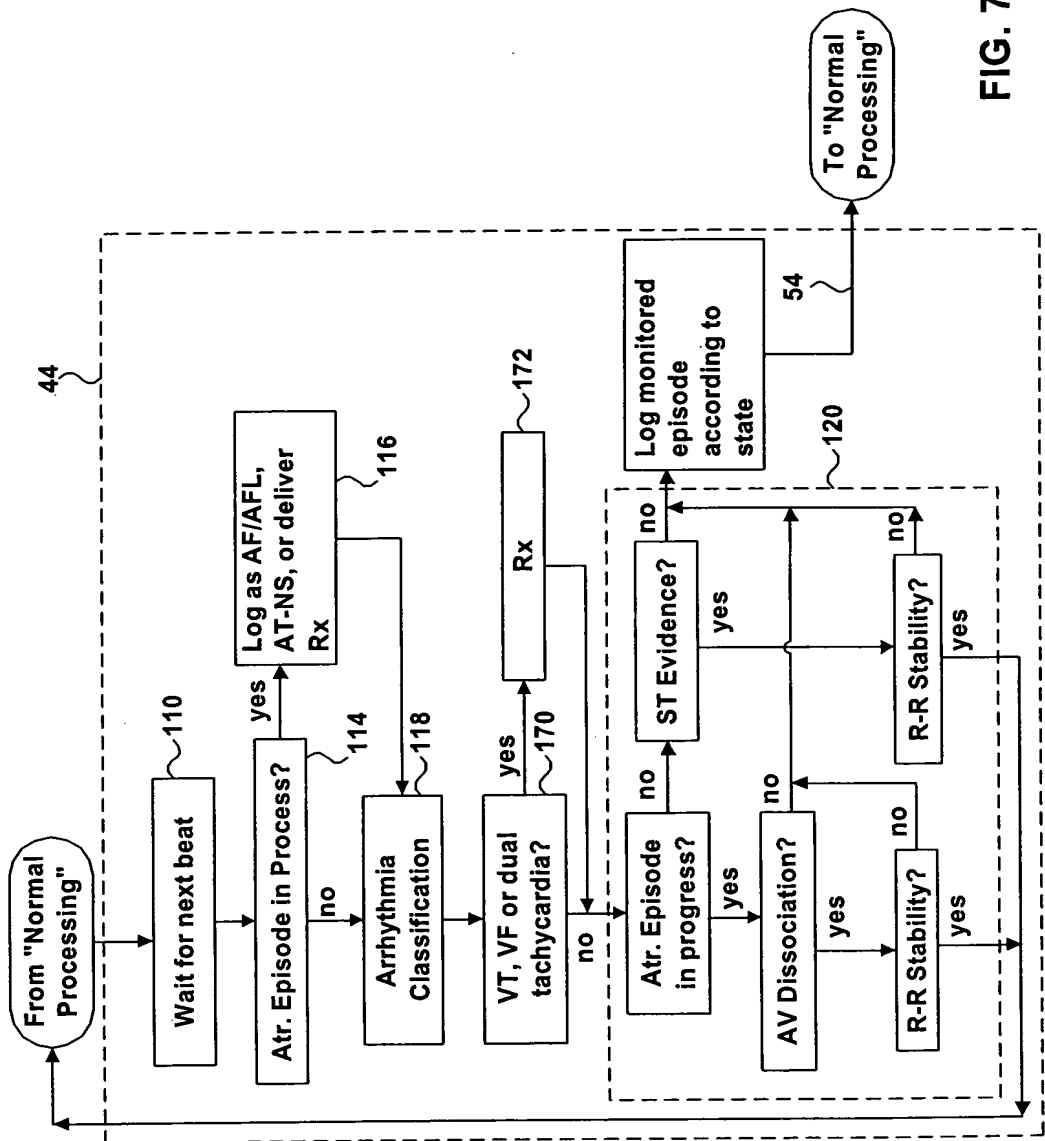 From "Normal
Processing"
44
Wait for next beat
110
Atr. Episode in Process?
114
yes
no
Log as AF/AFL,
AT-NS, or deliver
Rx
116
Arrhythmia
Classification
118
VT, VF or dual
tachycardia?
170
yes
no
Rx
172
Atr. Episode
in progress?
no
yes
ST Evidence?
no
yes
Log monitored
episode
according to
state
120
54
To "Normal
Processing"
AV Dissociation?
no
yes
R-R Stability?
no
yes
R-R Stability?
no
yes
FIG. 7